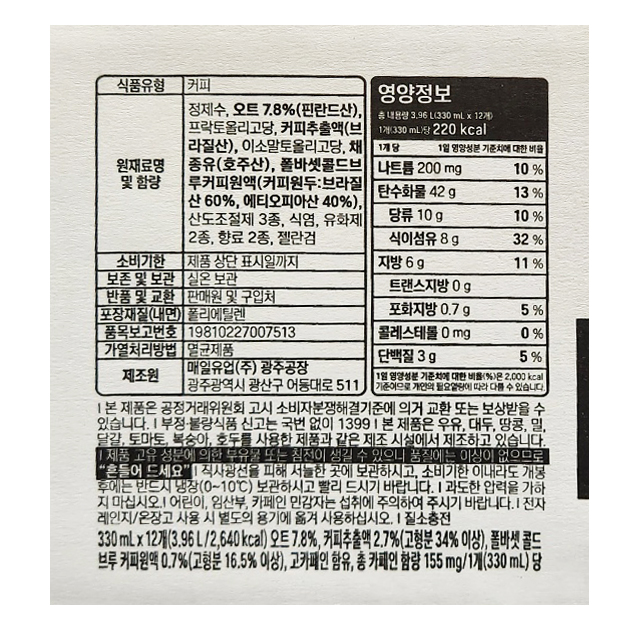 식품유형 커피
원재료명 및 함량
정제수, 오트 7.8%(핀란드산),
프락토올리고당, 커피추출액(브
라질산), 이소말토올리고당, 채
종유(호주산), 폴바셋콜드브
루커피원액(커피원두:브라질
산 60%, 에티오피아산 40%),
산도조절제 3종, 식염, 유화제
2종, 향료 2종, 젤란검
소비기한 제품 상단 표시일까지
보존 및 보관 실온 보관
반품 및 교환 판매원 및 구입처
포장재질(내면) 폴리에틸렌
품목보고번호 19810227007513
가열처리방법 멸균제품
제조원 매일유업(주) 광주공장
광주광역시 광산구 어등대로 511
영양정보
총 내용량 3.96 L(330 mL x 12개)
1개(330 mL)당 220 kcal
1개 당 1일 영양성분 기준치에 대한 비율
나트륨 200 mg 10 %
탄수화물 42 g 13 %
당류 10 g 10 %
식이섬유 8 g 32 %
지방 6 g 11 %
트랜스지방 0 g
포화지방 0.7 g 5 %
콜레스테롤 0 mg 0 %
단백질 3 g 5 %
1일 영양성분 기준치에 대한 비율(%)은 2,000 kcal
기준이므로 개인의 필요열량에 따라 다를 수 있습니다.
| 본 제품은 공정거래위원회 고시 소비자분쟁해결기준에 의거 교환 또는 보상받을 수
있습니다. | 부정·불량식품 신고는 국번 없이 1399 | 본 제품은 우유, 대두, 땅콩, 밀,
달걀, 토마토, 복숭아, 호두를 사용한 제품과 같은 제조 시설에서 제조하고 있습니다.
| 제품 고유 성분에 의한 부유물 또는 침전이 생길 수 있으나 품질에는 이상이 없으므로
"흔들어 드세요" | 직사광선을 피해 서늘한 곳에 보관하시고, 소비기한 이내라도 개봉
후에는 반드시 냉장(0~10℃) 보관하시고 빨리 드시기 바랍니다. | 과도한 압력을 가하
지 마십시오. | 어린이, 임산부, 카페인 민감자는 섭취에 주의하여 주시기 바랍니다. | 전자
레인지/온장고 사용 시 별도의 용기에 옮겨 사용하십시오. | 질소충전
330 mL x 12개(3.96 L/2,640 kcal) 오트 7.8%, 커피추출액 2.7%(고형분 34% 이상), 폴바셋 콜드
브루 커피원액 0.7%(고형분 16.5% 이상), 고카페인 함유, 총 카페인 함량 155 mg/1개(330 mL) 당